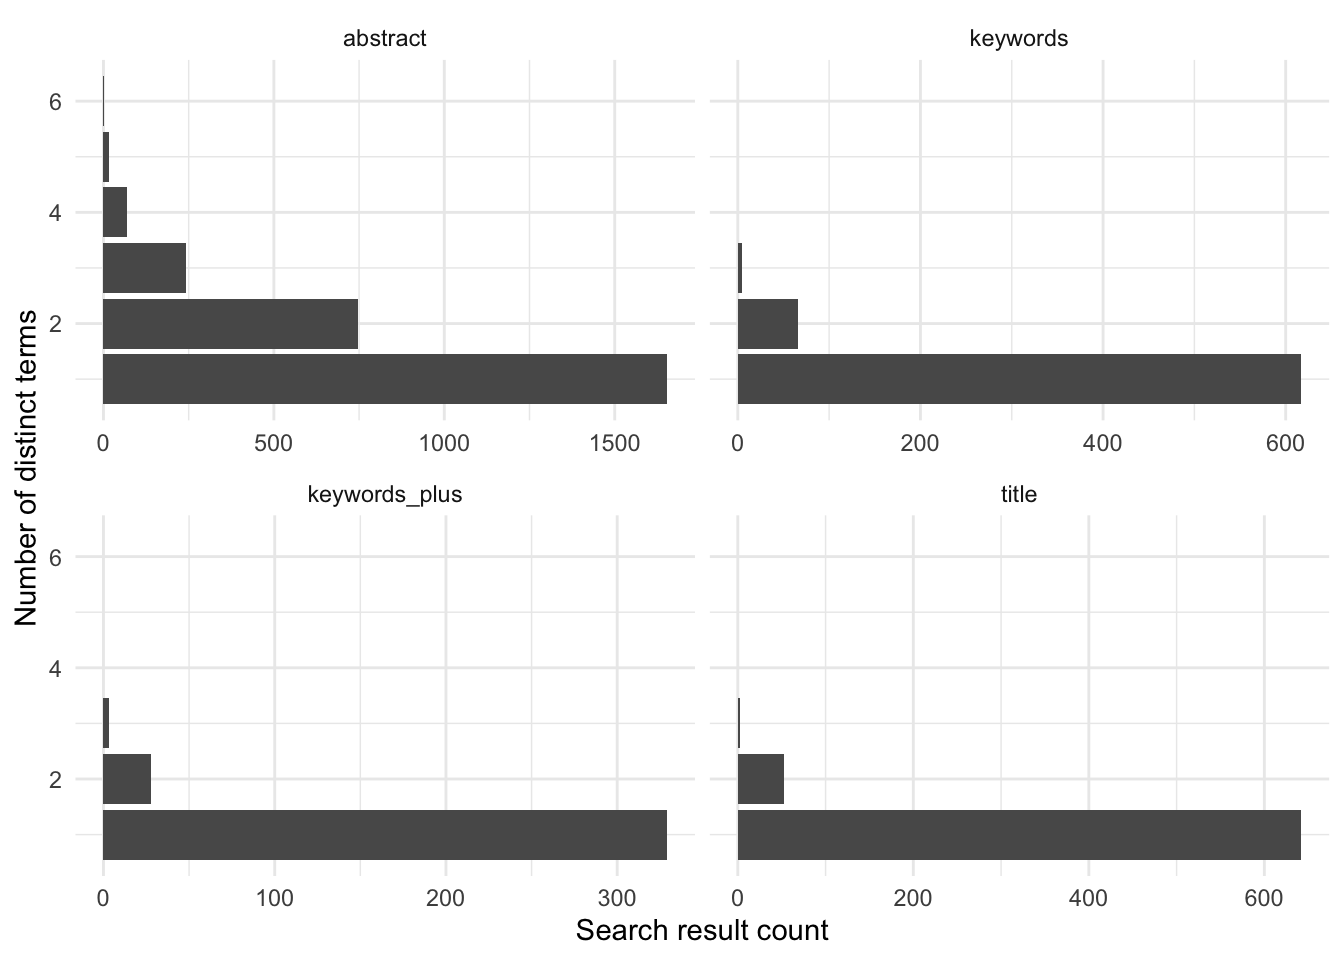 abstract
keywords
6
4
2
0 500 1000 1500
0 200 400 600
keywords_plus
title
6
4
2
0 100 200 300
0 200 400 600
Number of distinct terms
Search result count